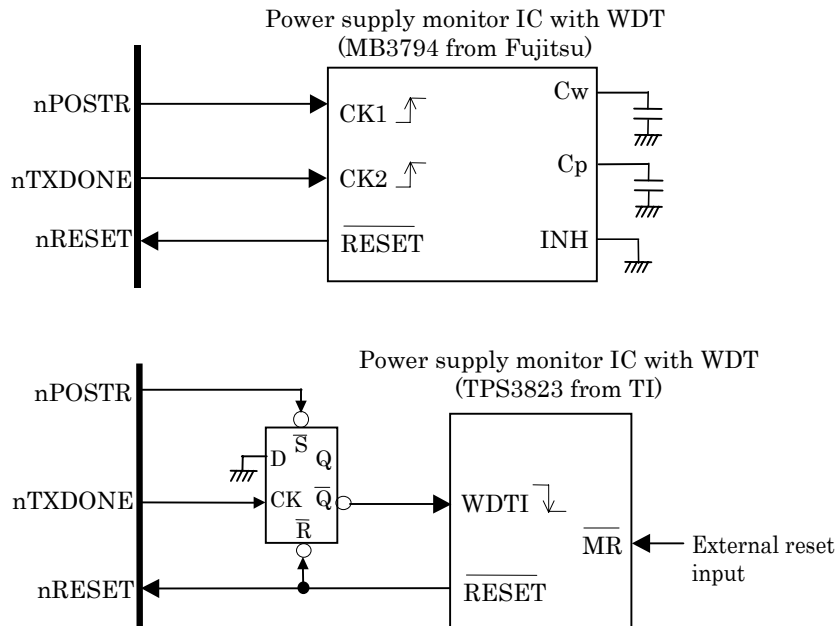 Power supply monitor IC with WDT
(MB3794 from Fujitsu)
nPOSTR
CK1
Cw
nTXDONE
CK2
Cp
nRESET
RESET
INH
Power supply monitor IC with WDT
(TPS3823 from TI)
nPOSTR
S
D
Q
nTXDONE
CK
Q
WDTI
R
MR
External reset
input
nRESET
RESET